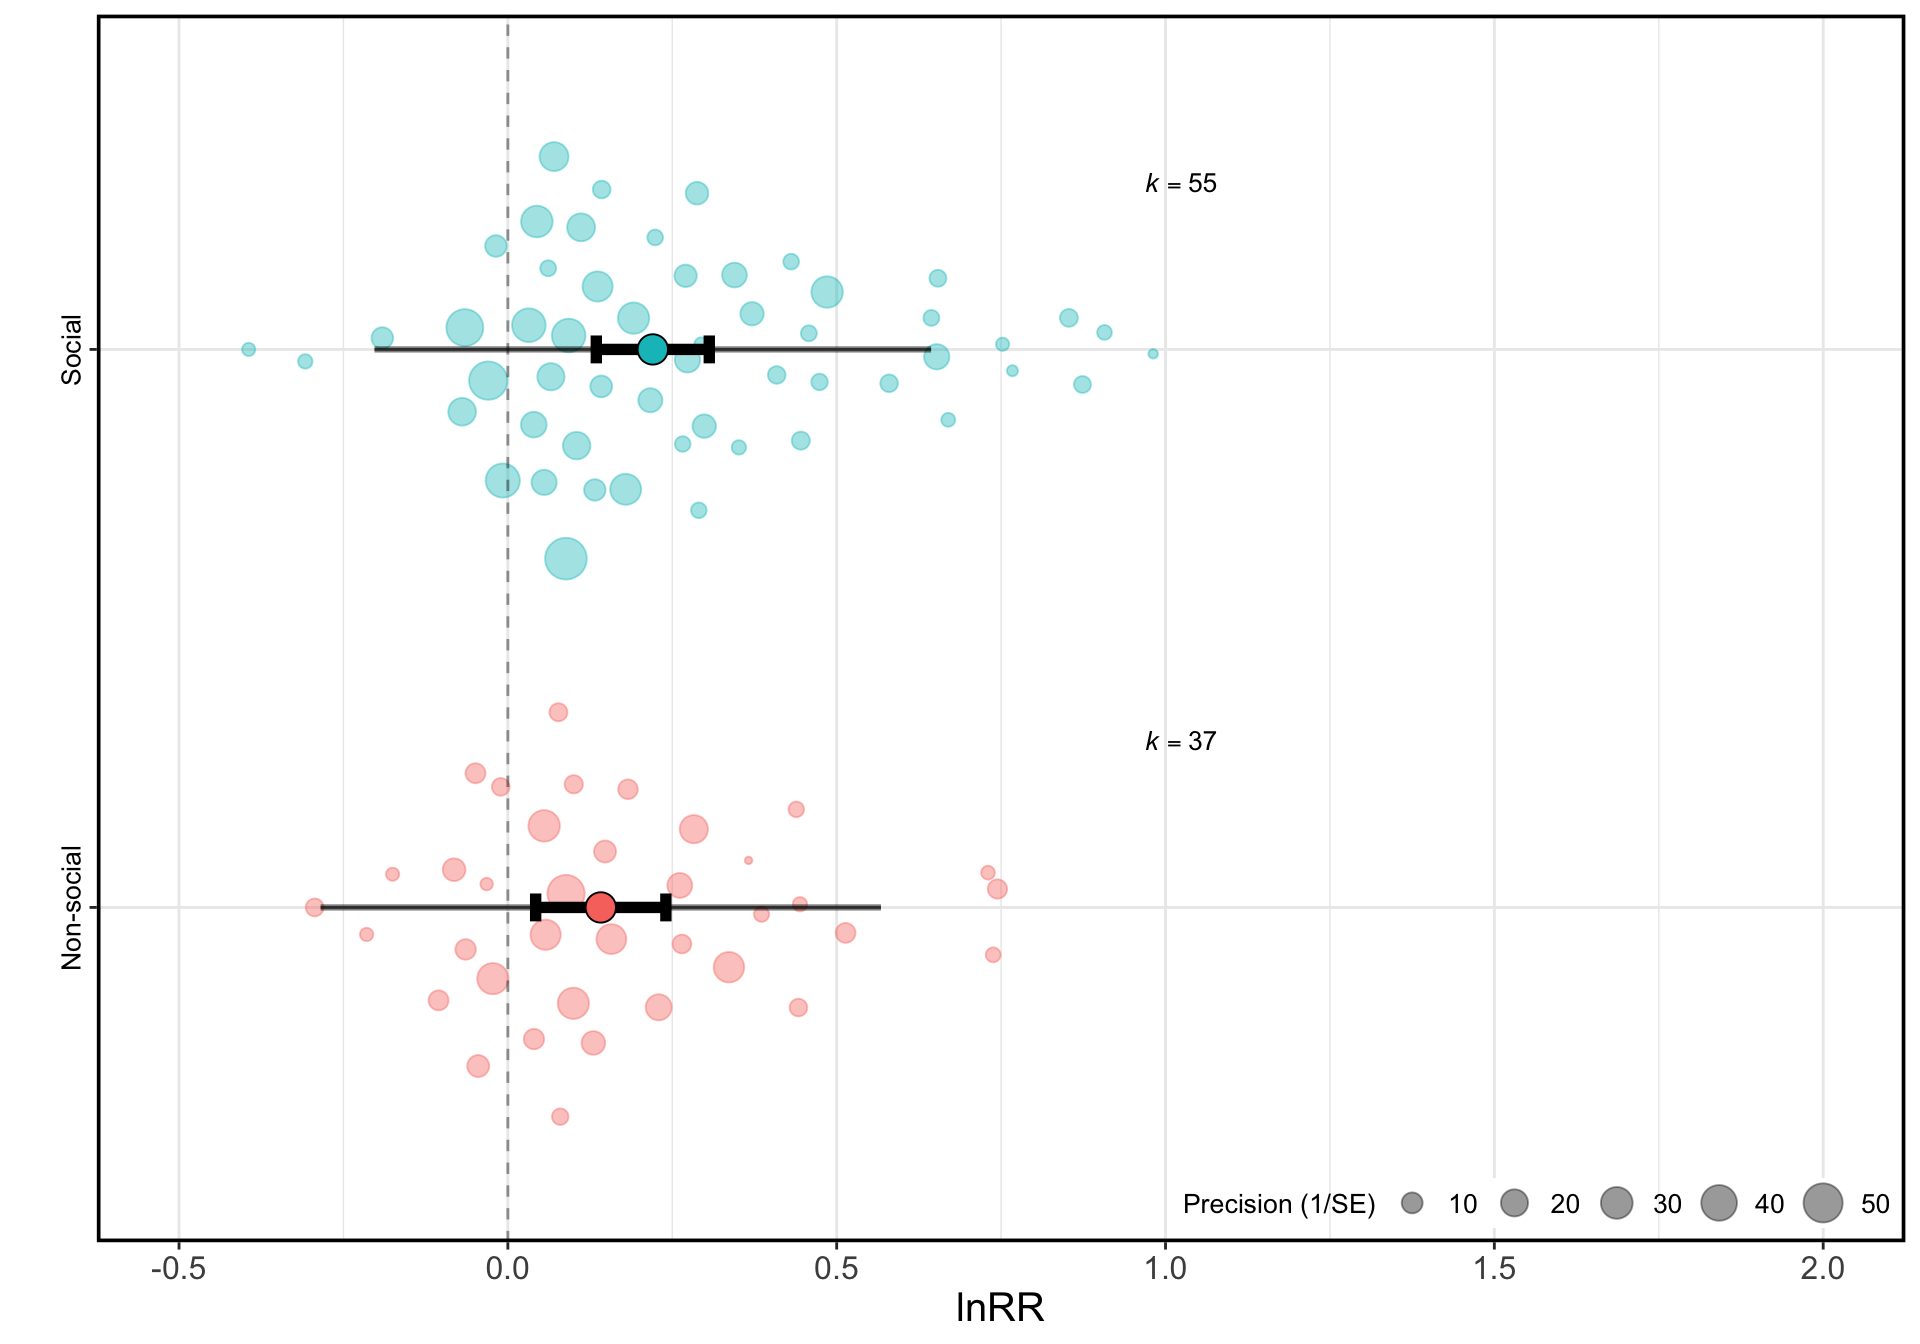 k = 55
Social
k = 37
Non-social
Precision (1/SE) 10 20 30 40 50
-0.5 0.0 0.5 1.0 1.5 2.0
lnRR